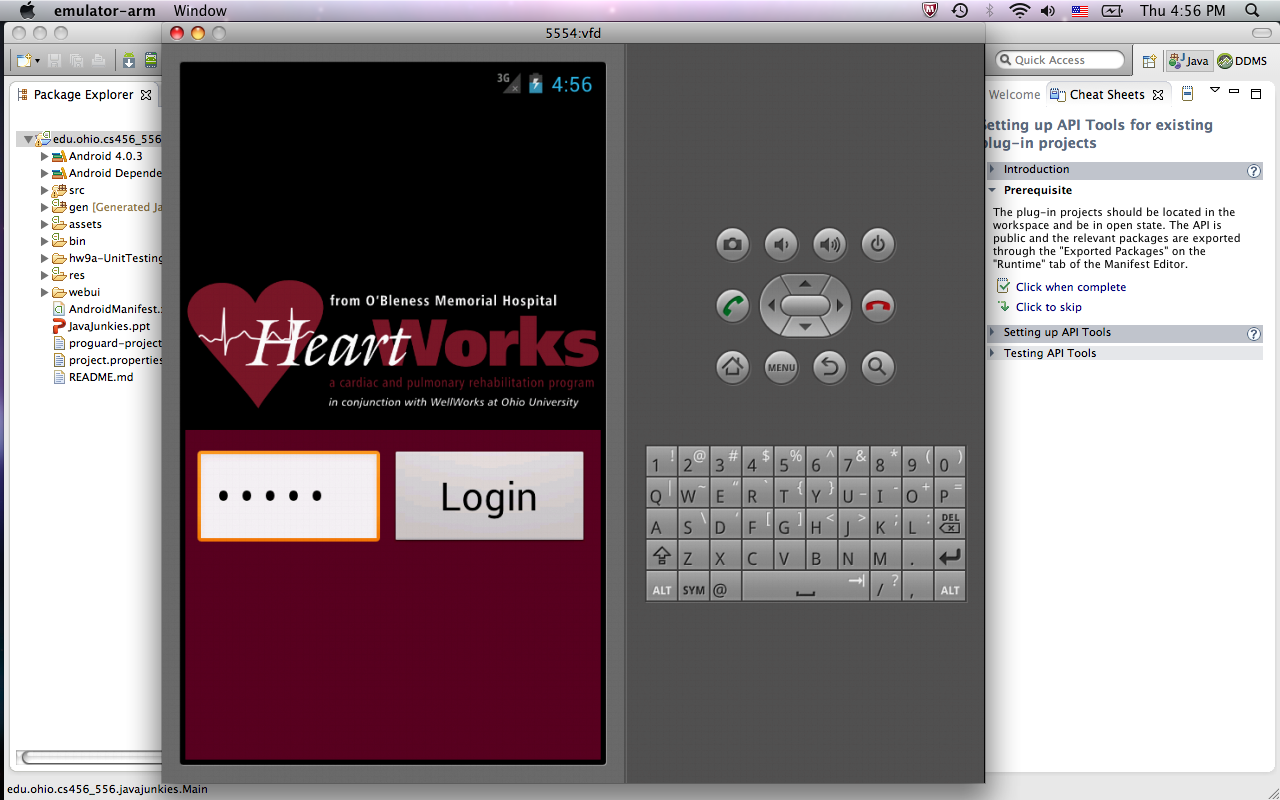 emulator-arm Window
Thu 4:56 PM
5554:vfd
Quick Access
Java
DDMS
Package Explorer
edu.ohio.cs456_556
Android 4.0.3
Android Depende
src
gen [Generated Ja
assets
bin
hw9a-UnitTesting
res
webui
AndroidManifest.
JavaJunkies.ppt
proguard-project
project.properties
README.md
3G
4:56
from O'Bleness Memorial Hospital
HeartWorks
a cardiac and pulmonary rehabilitation program
in conjunction with WellWorks at Ohio University
•••••
Login
MENU
1 ! 2 @ 3 # 4 $ 5 % 6 ^ 7 & 8 * 9 ( 0 )
Q | W ~ E " R ` T { Y } U _ I - O + P =
A S \ D ' F [ G ] H < J > K ; L : DEL
Z X C V B N M .
ALT SYM @ / ? , ALT
Welcome
Cheat Sheets
Setting up API Tools for existing
plug-in projects
Introduction
Prerequisite
The plug-in projects should be located in the
workspace and be in open state. The API is
public and the relevant packages are exported
through the "Exported Packages" on the
"Runtime" tab of the Manifest Editor.
Click when complete
Click to skip
Setting up API Tools
Testing API Tools
edu.ohio.cs456_556.javajunkies.Main